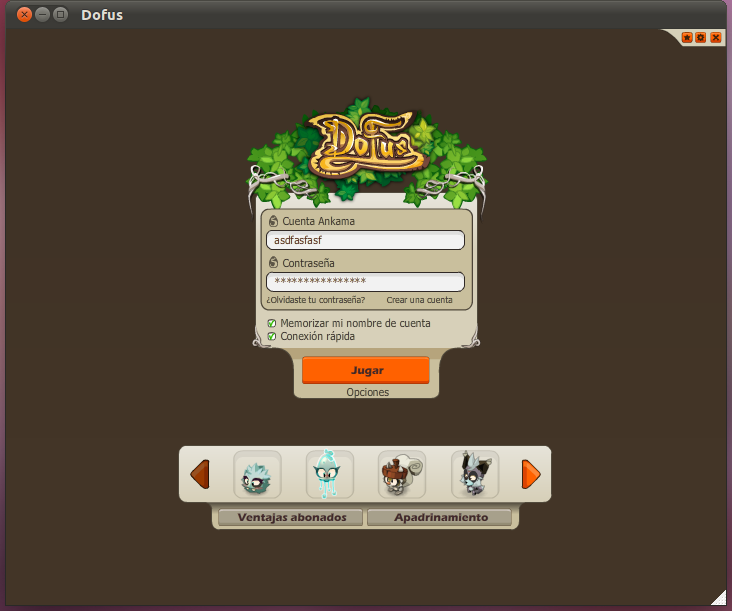 Dofus
Dofus
Cuenta Ankama
asdfasfasf
Contraseña
****************
¿Olvidaste tu contraseña? Crear una cuenta
Memorizar mi nombre de cuenta
Conexión rápida
Jugar
Opciones
Ventajas abonados Apadrinamiento